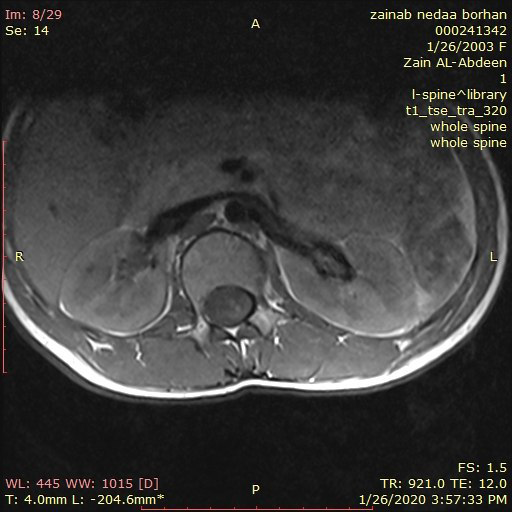 Im: 8/29
Se: 14
A
zainab nedaa borhan
000241342
1/26/2003 F
Zain AL-Abdeen
1
l-spine^library
t1_tse_tra_320
whole spine
whole spine
R
L
WL: 445 WW: 1015 [D]
T: 4.0mm L: -204.6mm*
P
FS: 1.5
TR: 921.0 TE: 12.0
1/26/2020 3:57:33 PM